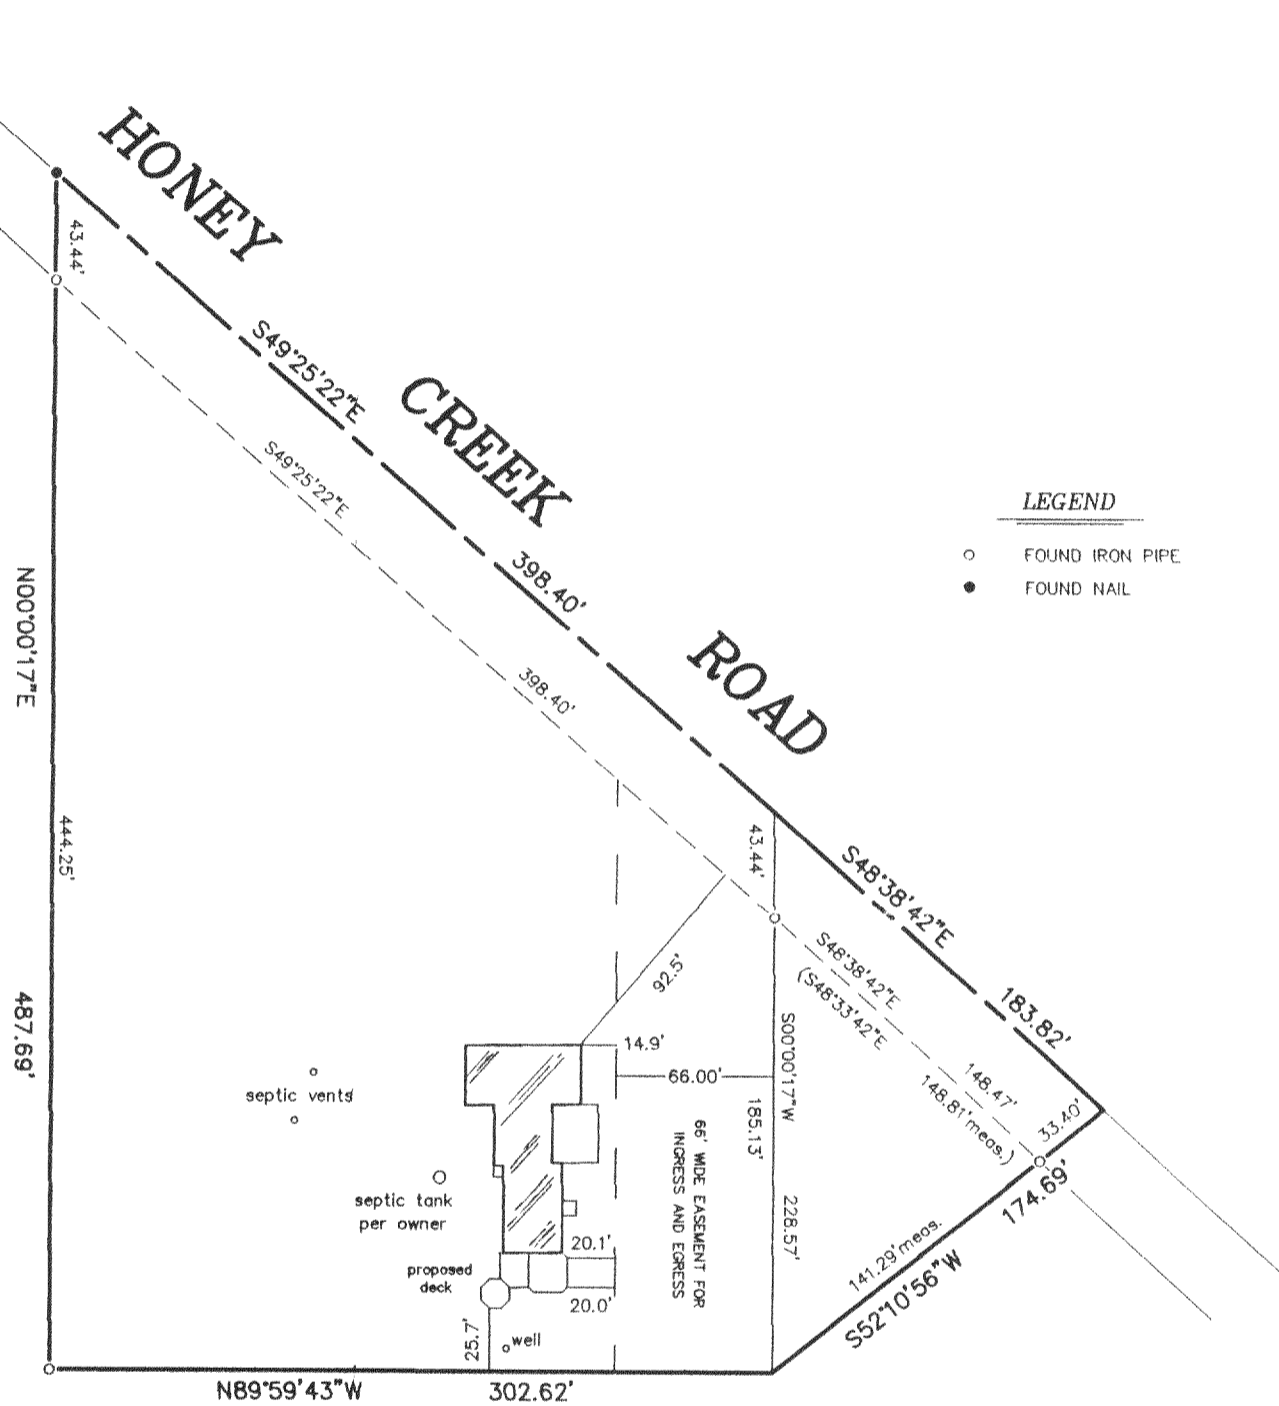 HONEY
CREEK
ROAD
43.44'
S49°25'22"E
S49°25'22"E
398.40'
398.40'
LEGEND
FOUND IRON PIPE
FOUND NAIL
N00°00'17"E
444.25'
487.69'
43.44'
S48°38'42"E
183.82'
S48°38'42"E
(S48°33'42"E
148.47'
148.81'meas.)
33.40'
92.5'
14.9'
66.00'
S00°00'17"W
185.13'
228.57'
66' WIDE EASEMENT FOR
INGRESS AND EGRESS
septic vents
septic tank
per owner
proposed
deck
20.1'
20.0'
25.7'
well
174.69'
141.29'meas.
S52°10'56"W
N89°59'43"W
302.62'